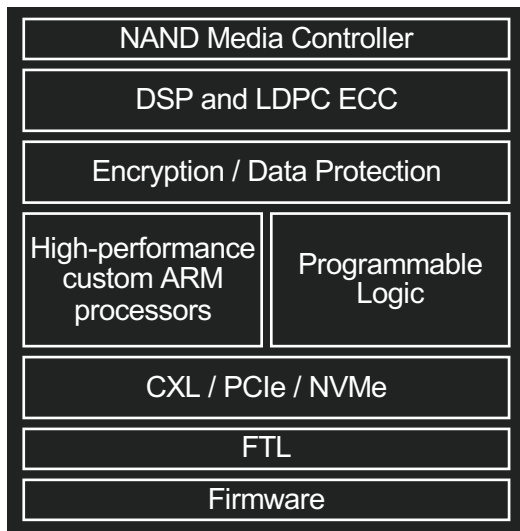 NAND Media Controller
DSP and LDPC ECC
Encryption / Data Protection
High-performance
custom ARM
processors
Programmable
Logic
CXL / PCIe / NVMe
FTL
Firmware